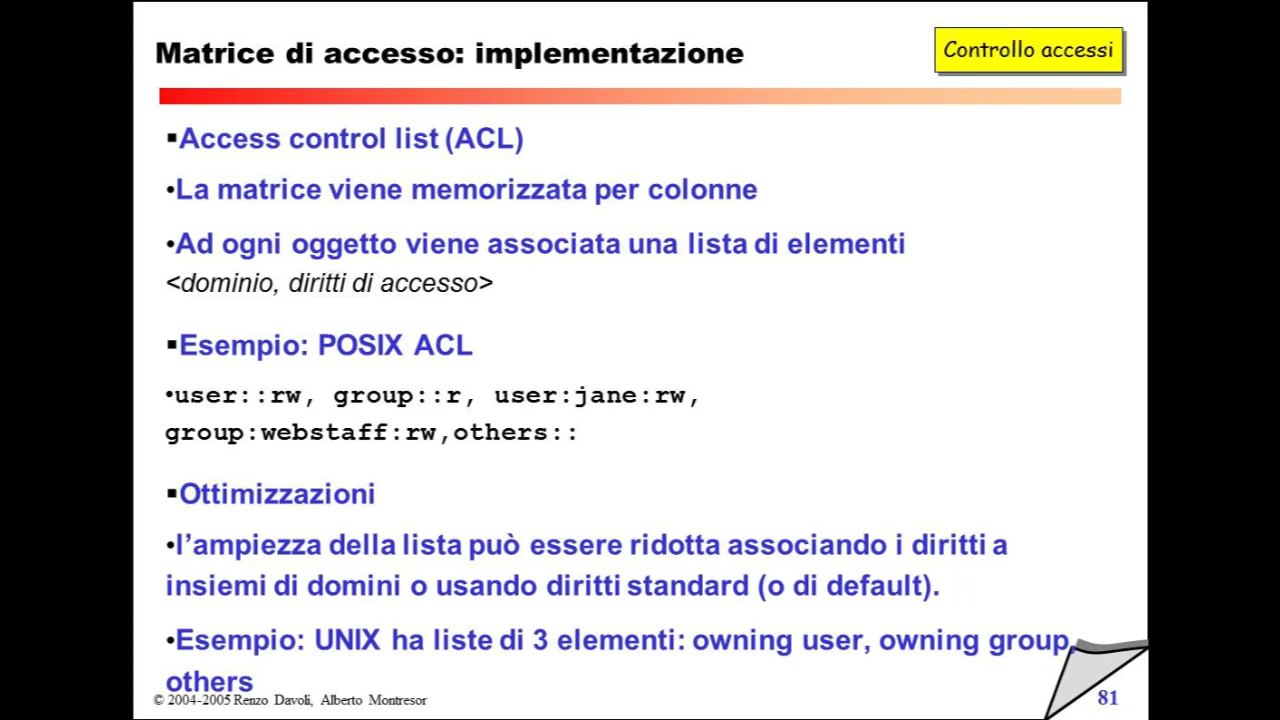 Matrice di accesso: implementazione
Controllo accessi
▪Access control list (ACL)
•La matrice viene memorizzata per colonne
•Ad ogni oggetto viene associata una lista di elementi
<dominio, diritti di accesso>
▪Esempio: POSIX ACL
•user::rw, group::r, user:jane:rw,
group:webstaff:rw,others::
▪Ottimizzazioni
•l’ampiezza della lista può essere ridotta associando i diritti a
insiemi di domini o usando diritti standard (o di default).
•Esempio: UNIX ha liste di 3 elementi: owning user, owning group,
others
© 2004-2005 Renzo Davoli, Alberto Montresor
81